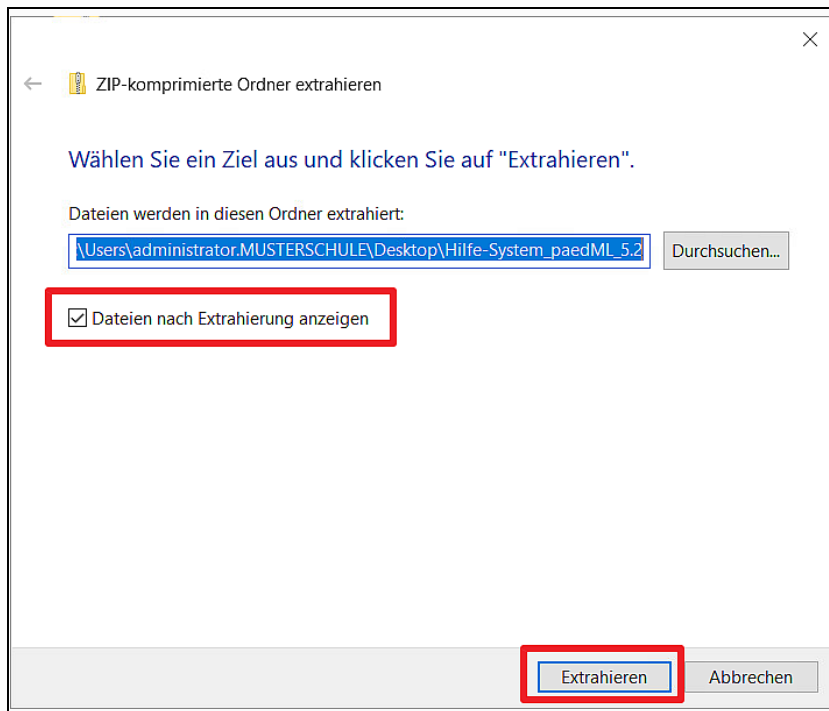 ZIP-komprimierte Ordner extrahieren
Wählen Sie ein Ziel aus und klicken Sie auf "Extrahieren".
Dateien werden in diesen Ordner extrahiert:
\Users\administrator.MUSTERSCHULE\Desktop\Hilfe-System_paedML_5.2 Durchsuchen...
Dateien nach Extrahierung anzeigen
Extrahieren Abbrechen